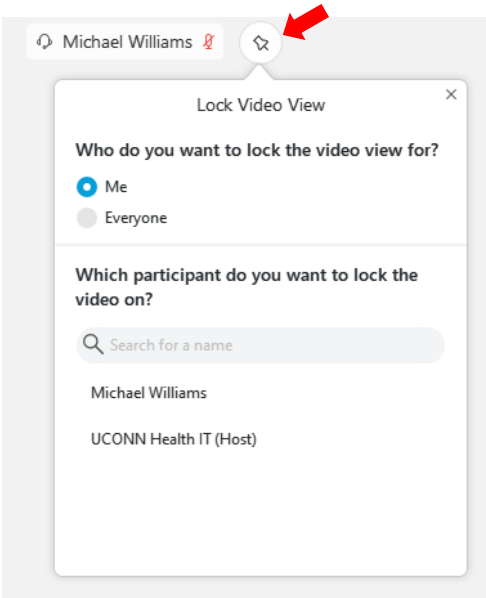 Michael Williams
Lock Video View
Who do you want to lock the video view for?
Me
Everyone
Which participant do you want to lock the
video on?
Search for a name
Michael Williams
UCONN Health IT (Host)